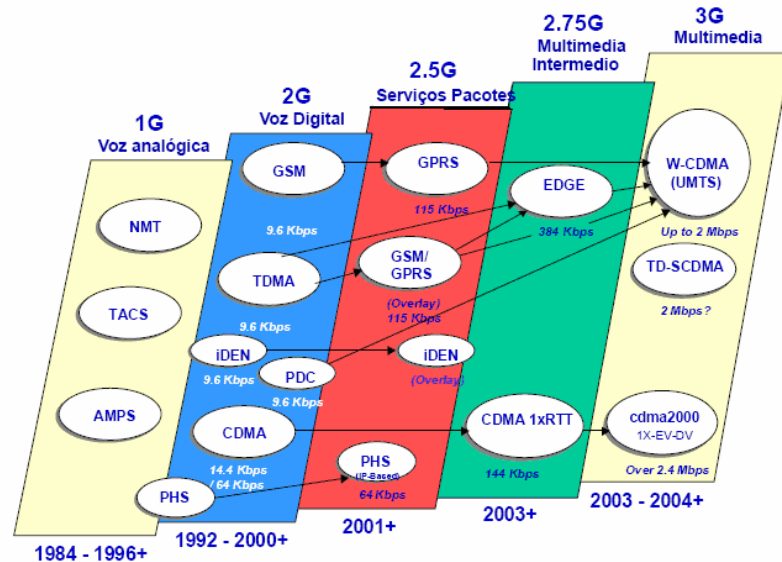 1G
Voz analógica
NMT
TACS
AMPS
PHS
1984 - 1996+
2G
Voz Digital
GSM
9.6 Kbps
TDMA
9.6 Kbps
iDEN
9.6 Kbps
PDC
9.6 Kbps
CDMA
14.4 Kbps
/ 64 Kbps
1992 - 2000+
2.5G
Serviços Pacotes
GPRS
115 Kbps
GSM/
GPRS
(Overlay)
115 Kbps
iDEN
(Overlay)
PHS
(IP-Based)
64 Kbps
2001+
2.75G
Multimedia
Intermedio
EDGE
384 Kbps
CDMA 1xRTT
144 Kbps
2003+
3G
Multimedia
W-CDMA
(UMTS)
Up to 2 Mbps
TD-SCDMA
2 Mbps?
cdma2000
1X-EV-DV
Over 2.4 Mbps
2003 - 2004+